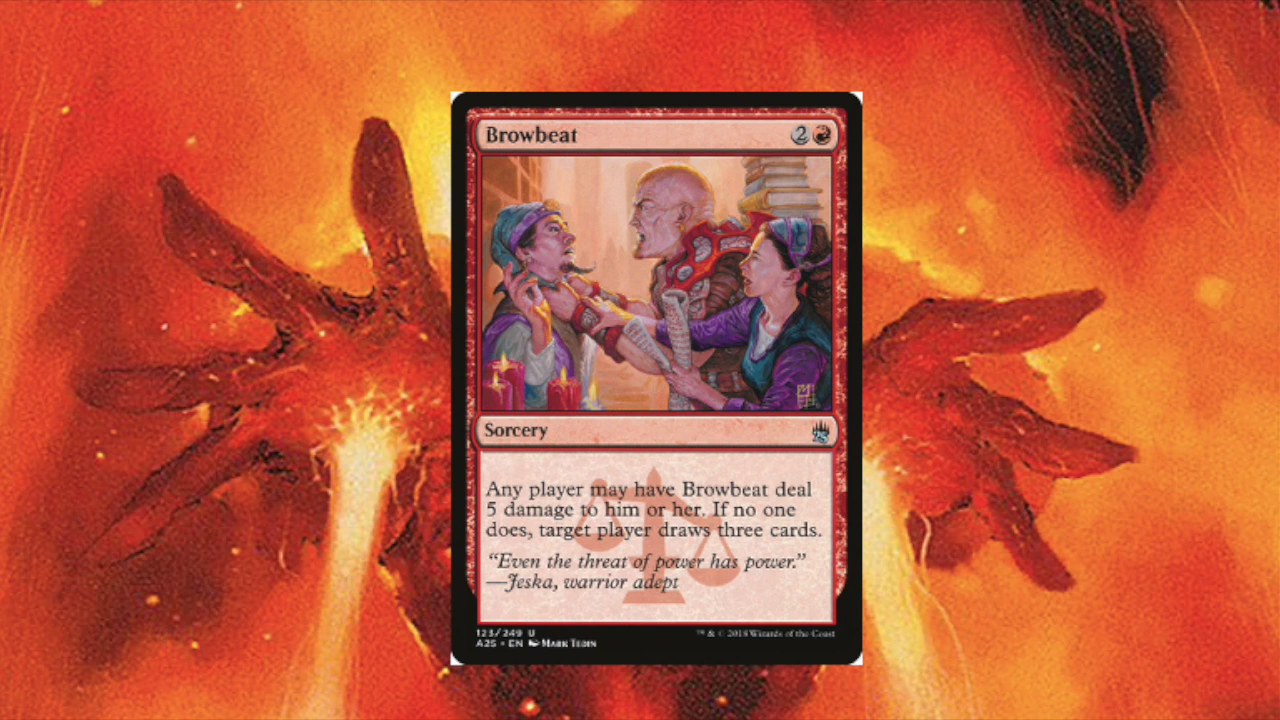 Browbeat 2
Sorcery
Any player may have Browbeat deal
5 damage to him or her. If no one
does, target player draws three cards.
“Even the threat of power has power.”
—Jeska, warrior adept
123/249 U
™ & © 2018 Wizards of the Coast
A25 • EN Mark Tedin